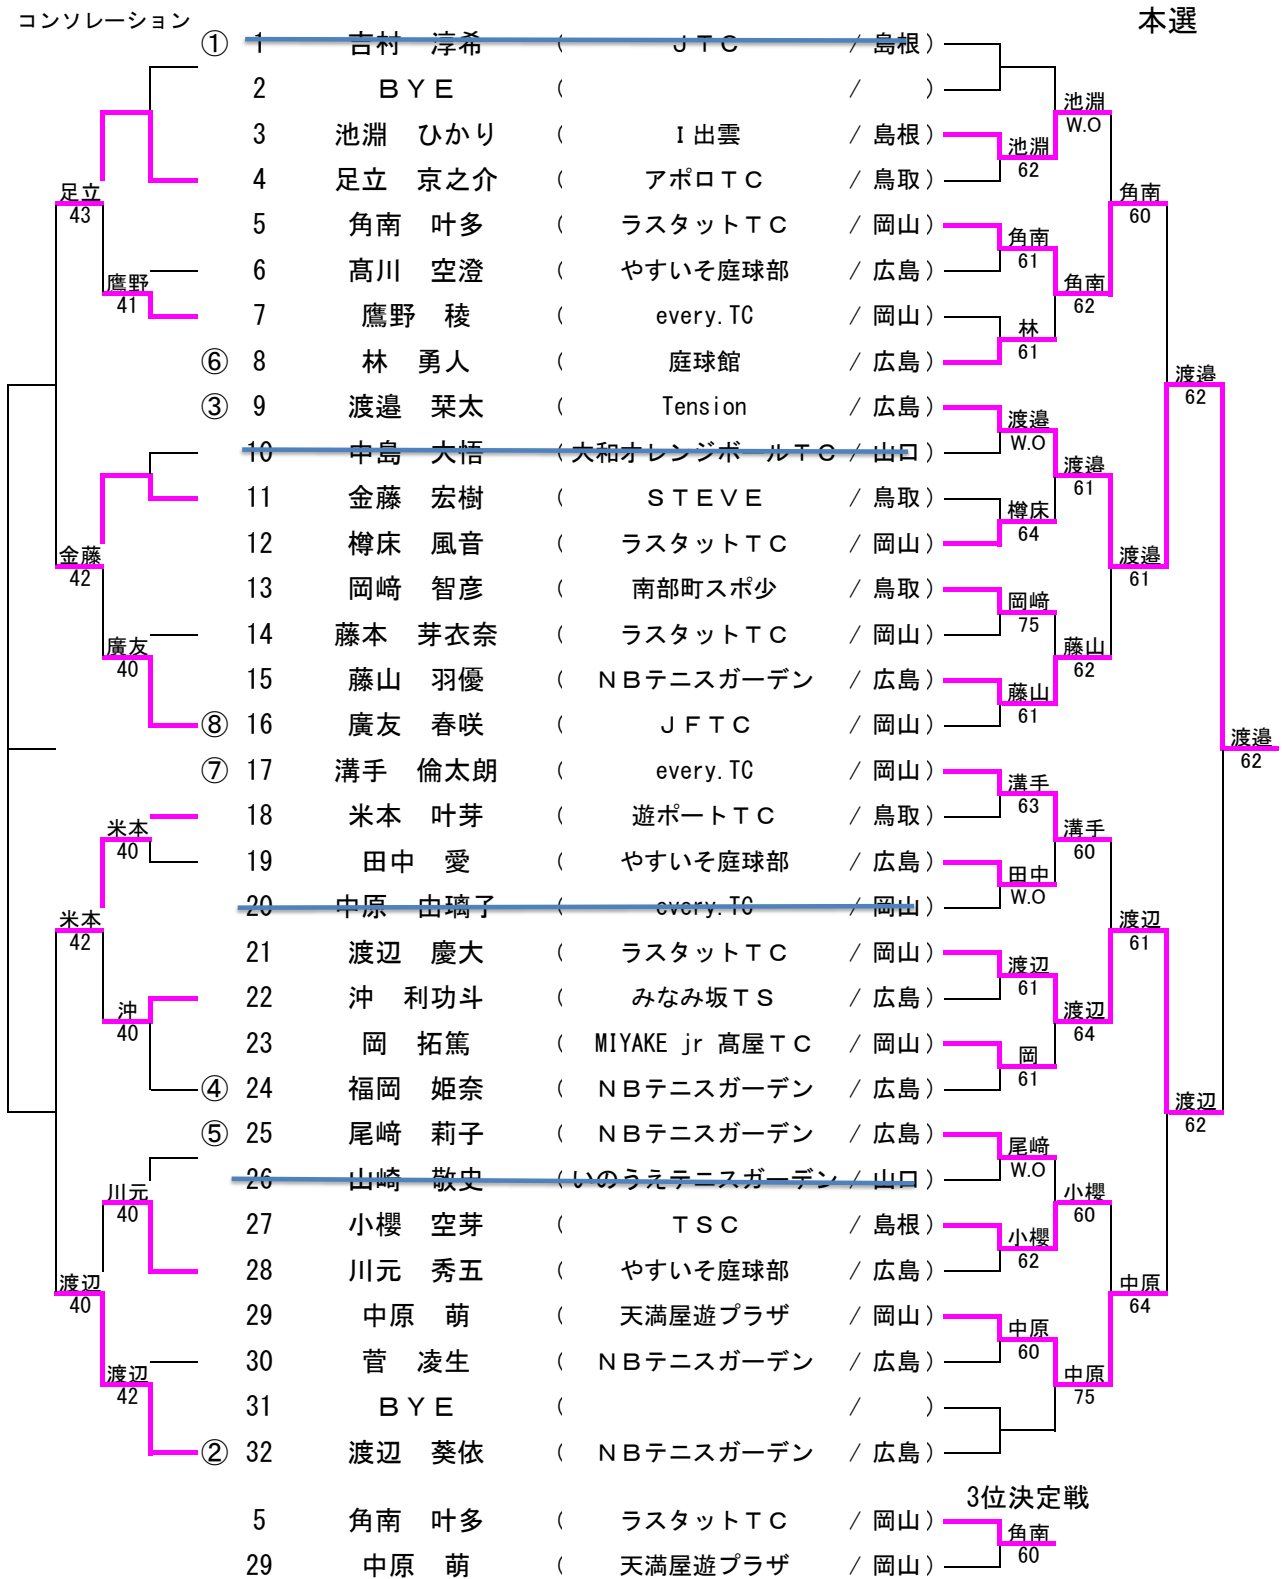 コンソレーション 本選
① 1 吉村 淳希 ( JTC / 島根 )
2 BYE ( / )
池淵
W.O
3 池淵 ひかり ( I 出雲 / 島根 )
池淵
62
4 足立 京之介 ( アポロTC / 鳥取 )
足立
43
角南
60
5 角南 叶多 ( ラスタットTC / 岡山 )
角南
61
6 髙川 空澄 ( やすいそ庭球部 / 広島 )
鷹野
41
角南
62
7 鷹野 稜 ( every.TC / 岡山 )
林
61
⑥ 8 林 勇人 ( 庭球館 / 広島 )
渡邉
62
③ 9 渡邉 栞太 ( Tension / 広島 )
渡邉
W.O
10 中島 大悟 ( 大和オレンジボールTC / 山口 )
渡邉
61
11 金藤 宏樹 ( STEVE / 鳥取 )
樽床
64
12 樽床 風音 ( ラスタットTC / 岡山 )
金藤
42
渡邉
61
13 岡﨑 智彦 ( 南部町スポ少 / 鳥取 )
岡﨑
75
14 藤本 芽衣奈 ( ラスタットTC / 岡山 )
廣友
40
藤山
62
15 藤山 羽優 ( NBテニスガーデン / 広島 )
藤山
61
⑧ 16 廣友 春咲 ( JFTC / 岡山 )
渡邉
62
⑦ 17 溝手 倫太朗 ( every.TC / 岡山 )
溝手
63
18 米本 叶芽 ( 遊ポートTC / 鳥取 )
米本
40
溝手
60
19 田中 愛 ( やすいそ庭球部 / 広島 )
田中
W.O
20 中原 由璃子 ( every.TC / 岡山 )
米本
42
渡辺
61
21 渡辺 慶大 ( ラスタットTC / 岡山 )
渡辺
61
22 沖 利功斗 ( みなみ坂TS / 広島 )
沖
40
渡辺
64
23 岡 拓篤 ( MIYAKE jr 髙屋TC / 岡山 )
岡
61
④ 24 福岡 姫奈 ( NBテニスガーデン / 広島 )
渡辺
62
⑤ 25 尾﨑 莉子 ( NBテニスガーデン / 広島 )
尾﨑
W.O
26 山崎 敬史 ( いのうえテニスガーデン / 山口 )
川元
40
小櫻
60
27 小櫻 空芽 ( TSC / 島根 )
小櫻
62
28 川元 秀五 ( やすいそ庭球部 / 広島 )
渡辺
40
中原
64
29 中原 萌 ( 天満屋遊プラザ / 岡山 )
中原
60
30 菅 凌生 ( NBテニスガーデン / 広島 )
渡辺
42
中原
75
31 BYE ( / )
② 32 渡辺 葵依 ( NBテニスガーデン / 広島 )
3位決定戦
5 角南 叶多 ( ラスタットTC / 岡山 )
角南
60
29 中原 萌 ( 天満屋遊プラザ / 岡山 )